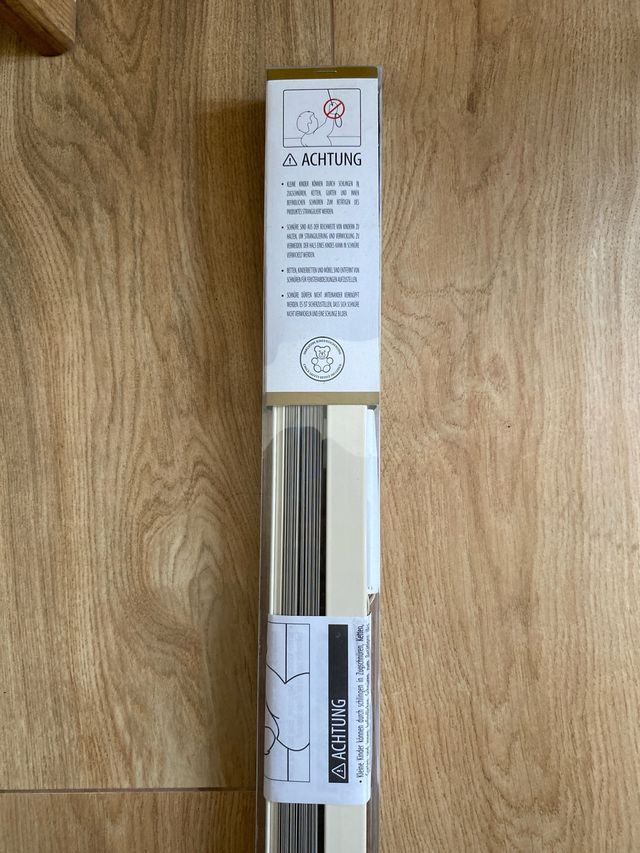 ⚠ ACHTUNG
• KLEINE KINDER KÖNNEN DURCH SCHLINGEN IN
ZUGSCHNÜREN, KETTEN, GURTEN UND INNEN
BEFINDLICHEN SCHNÜREN ZUM BETÄTIGEN DES
PRODUKTES STRANGULIERT WERDEN.
• SCHNÜRE SIND AUS DER REICHWEITE VON KINDERN ZU
HALTEN, UM STRANGULIERUNG UND VERWICKLUNG ZU
VERMEIDEN. DER HALS EINES KINDES KANN IN SCHNÜRE
VERWICKELT WERDEN.
• BETTEN, KINDERBETTEN UND MÖBEL SIND ENTFERNT VON
SCHNÜREN FÜR FENSTERABDECKUNGEN AUFZUSTELLEN.
• SCHNÜRE DÜRFEN NICHT MITEINANDER VERKNÜPFT
WERDEN. ES IST SICHERZUSTELLEN, DASS SICH SCHNÜRE
NICHT VERWICKELN UND EINE SCHLINGE BILDEN.
⚠ ACHTUNG
• Kleine Kinder können durch schlingen in Zugschnüren, Ketten,